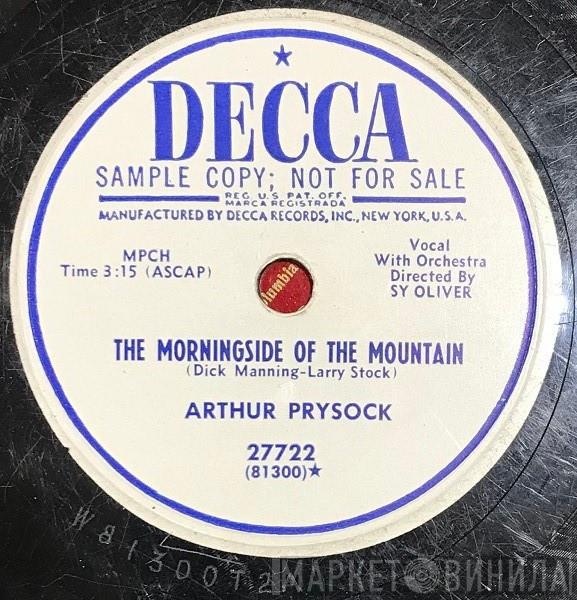 DECCA
SAMPLE COPY; NOT FOR SALE
REG. U.S. PAT. OFF.
MARCA REGISTRADA
MANUFACTURED BY DECCA RECORDS, INC., NEW YORK, U.S.A.
MPCH
Time 3:15 (ASCAP)
Vocal
With Orchestra
Directed By
SY OLIVER
olumbia
THE MORNINGSIDE OF THE MOUNTAIN
(Dick Manning-Larry Stock)
ARTHUR PRYSOCK
27722
(81300)★
W81300T2A
МАРКЕТ ВИНИЛА